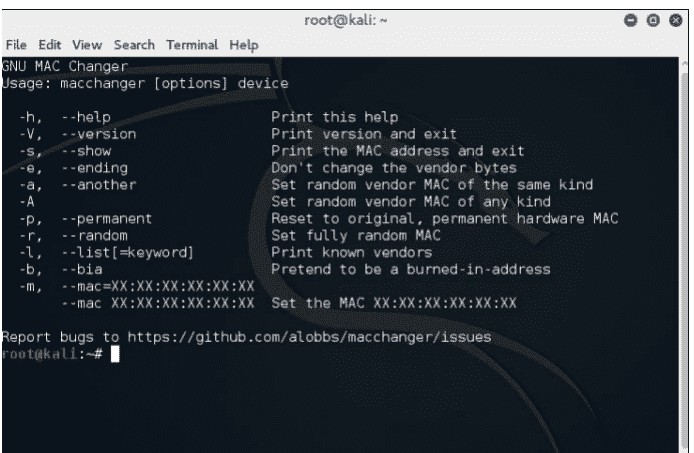 root@kali: ~
File Edit View Search Terminal Help
GNU MAC Changer
Usage: macchanger [options] device
-h, --help Print this help
-V, --version Print version and exit
-s, --show Print the MAC address and exit
-e, --ending Don't change the vendor bytes
-a, --another Set random vendor MAC of the same kind
-A Set random vendor MAC of any kind
-p, --permanent Reset to original, permanent hardware MAC
-r, --random Set fully random MAC
-l, --list[=keyword] Print known vendors
-b, --bia Pretend to be a burned-in-address
-m, --mac=XX:XX:XX:XX:XX:XX
--mac XX:XX:XX:XX:XX:XX Set the MAC XX:XX:XX:XX:XX:XX
Report bugs to https://github.com/alobbs/macchanger/issues
root@kali:~#